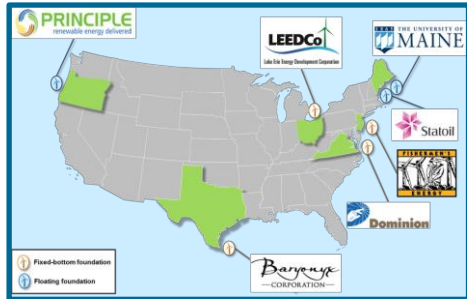 PRINCIPLE
renewable energy delivered
LEEDCo
Lake Erie Energy Development Corporation
THE UNIVERSITY OF
MAINE
Statoil
FISHERMEN'S
ENERGY
Dominion
Baryonyx
CORPORATION
Fixed-bottom foundation
Floating foundation